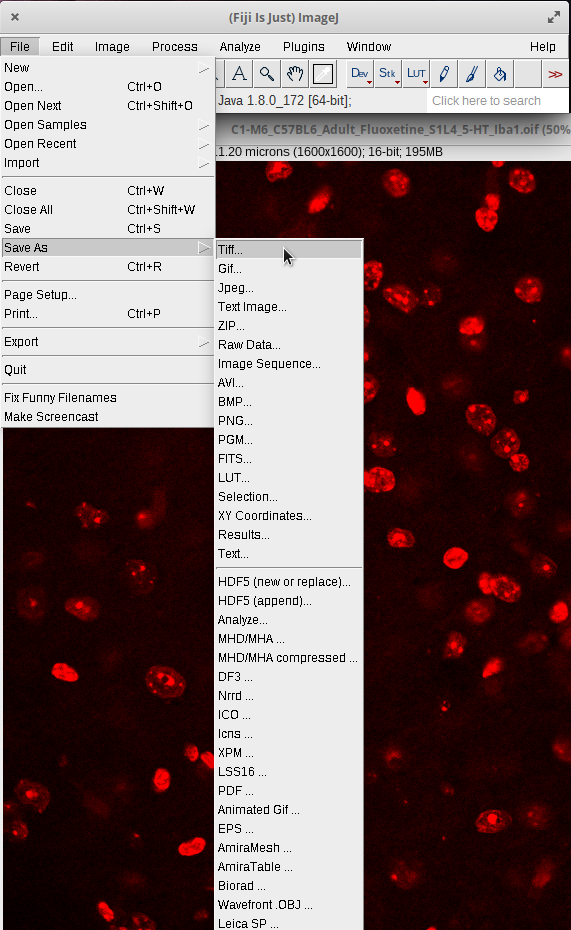 (Fiji Is Just) ImageJ
File Edit Image Process Analyze Plugins Window Help
A Dev Stk LUT >>
Java 1.8.0_172 [64-bit];
Click here to search
C1-M6_C57BL6_Adult_Fluoxetine_S1L4_5-HT_Iba1.oif (50%
1.20 microns (1600x1600); 16-bit; 195MB
New
Open... Ctrl+O
Open Next Ctrl+Shift+O
Open Samples
Open Recent
Import
Close Ctrl+W
Close All Ctrl+Shift+W
Save Ctrl+S
Save As
Revert Ctrl+R
Page Setup...
Print... Ctrl+P
Export
Quit
Fix Funny Filenames
Make Screencast
Tiff...
Gif...
Jpeg...
Text Image...
ZIP...
Raw Data...
Image Sequence...
AVI...
BMP...
PNG...
PGM...
FITS...
LUT...
Selection...
XY Coordinates...
Results...
Text...
HDF5 (new or replace)...
HDF5 (append)...
Analyze...
MHD/MHA ...
MHD/MHA compressed ...
DF3 ...
Nrrd ...
ICO ...
Icns ...
XPM ...
LSS16 ...
PDF ...
Animated Gif ...
EPS ...
AmiraMesh ...
AmiraTable ...
Biorad ...
Wavefront .OBJ ...
Leica SP ...